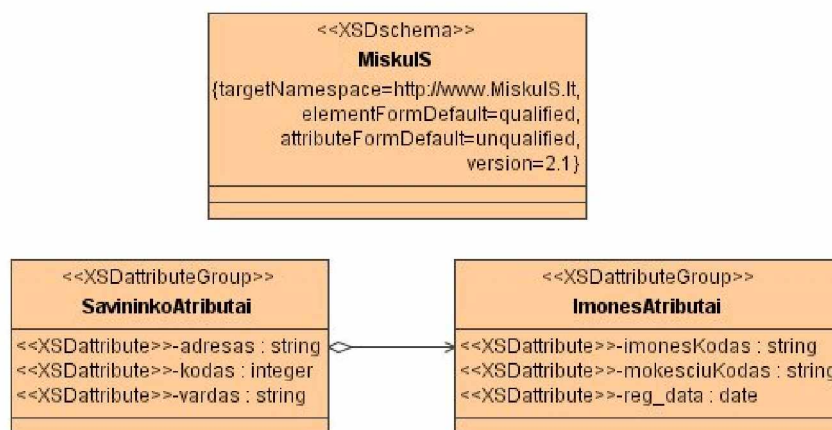 <<XSDschema>>
MiskuIS
{targetNamespace=http://www.MiskuIS.lt,
elementFormDefault=qualified,
attributeFormDefault=unqualified,
version=2.1}
<<XSDattributeGroup>>
SavininkoAtributai
<<XSDattribute>>-adresas : string
<<XSDattribute>>-kodas : integer
<<XSDattribute>>-vardas : string
<<XSDattributeGroup>>
ImonesAtributai
<<XSDattribute>>-imonesKodas : string
<<XSDattribute>>-mokesciuKodas : string
<<XSDattribute>>-reg_data : date